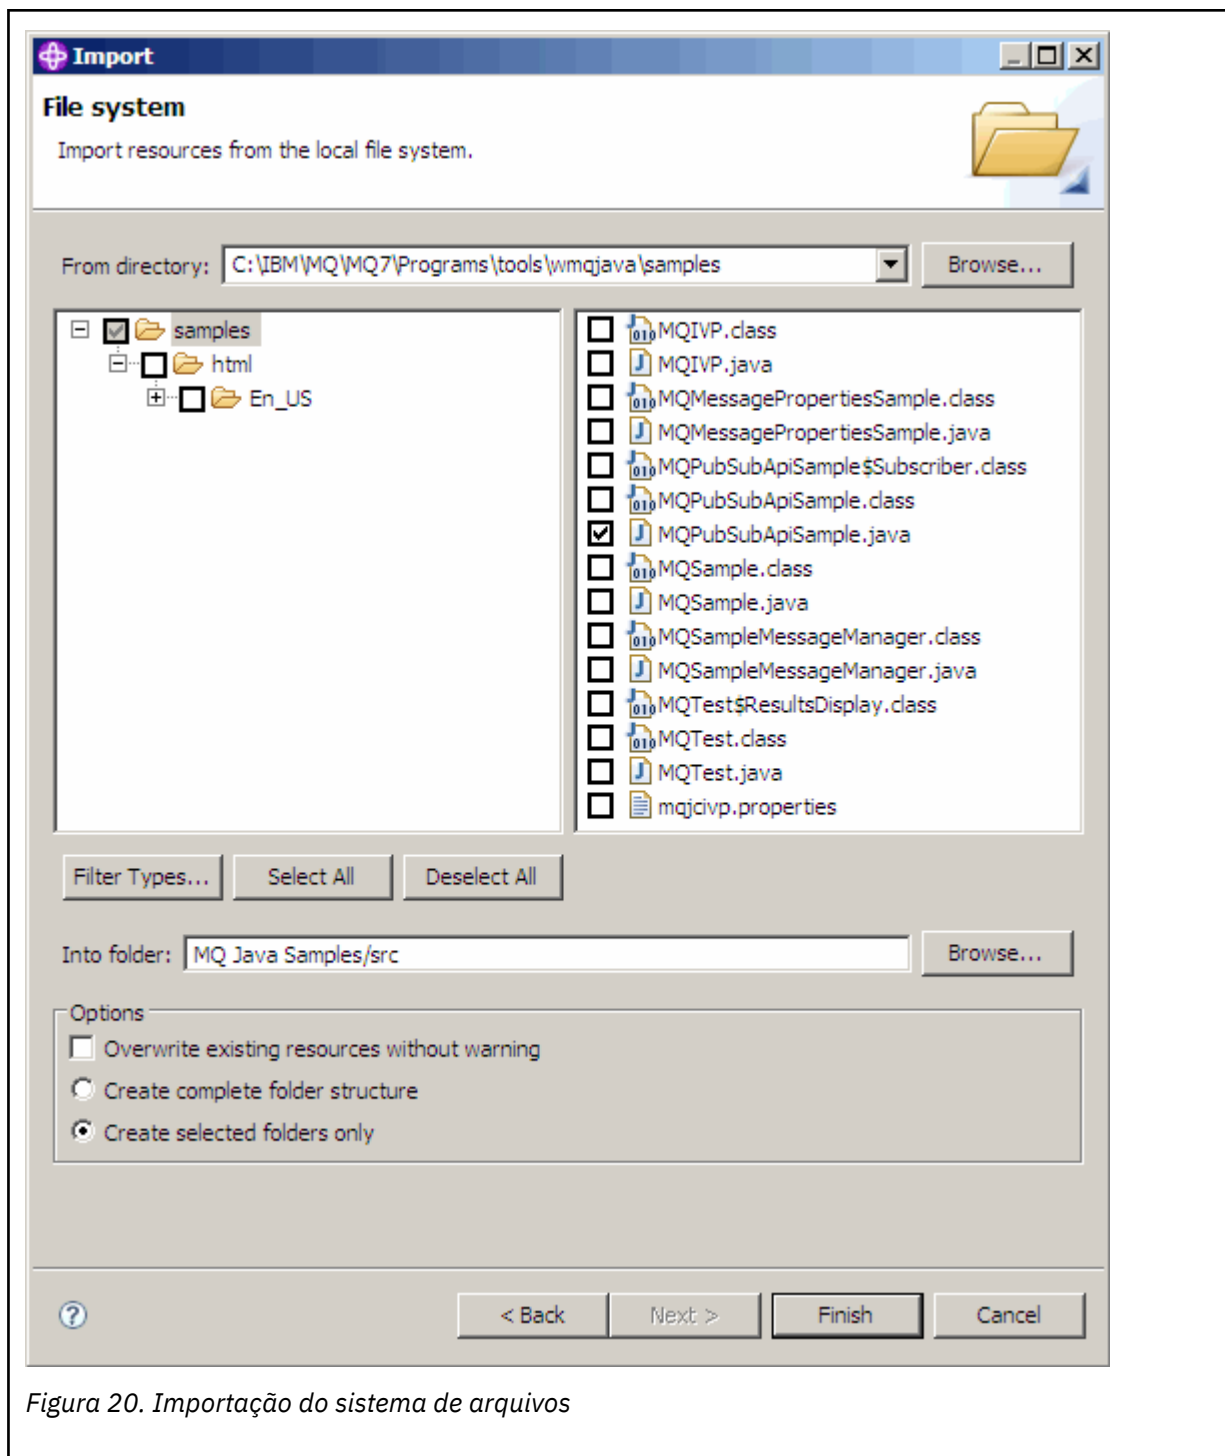 Import
File system
Import resources from the local file system.
From directory: C:\IBM\MQ\MQ7\Programs\tools\wmqjava\samples Browse...
samples
html
En_US
MQIVP.class
MQIVP.java
MQMessagePropertiesSample.class
MQMessagePropertiesSample.java
MQPubSubApiSample$Subscriber.class
MQPubSubApiSample.class
MQPubSubApiSample.java
MQSample.class
MQSample.java
MQSampleMessageManager.class
MQSampleMessageManager.java
MQTest$ResultsDisplay.class
MQTest.class
MQTest.java
mqjcivp.properties
Filter Types... Select All Deselect All
Into folder: MQ Java Samples/src Browse...
Options
Overwrite existing resources without warning
Create complete folder structure
Create selected folders only
< Back Next > Finish Cancel
Figura 20. Importação do sistema de arquivos